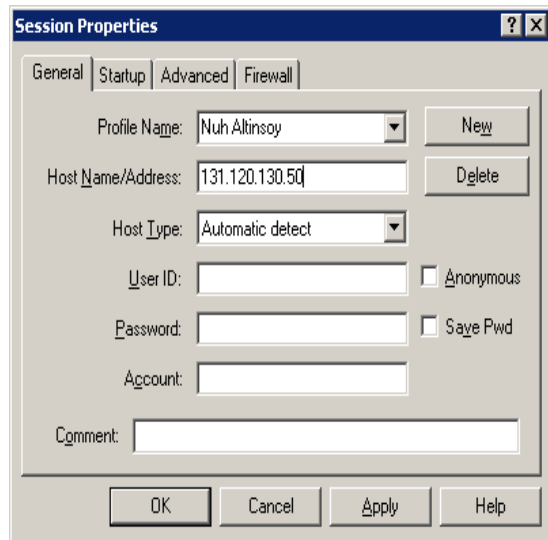 Session Properties
? X
General Startup Advanced Firewall
Profile Name: Nuh Altinsoy New
Host Name/Address: 131.120.130.50 Delete
Host Type: Automatic detect
User ID: Anonymous
Password: Save Pwd
Account:
Comment:
OK Cancel Apply Help